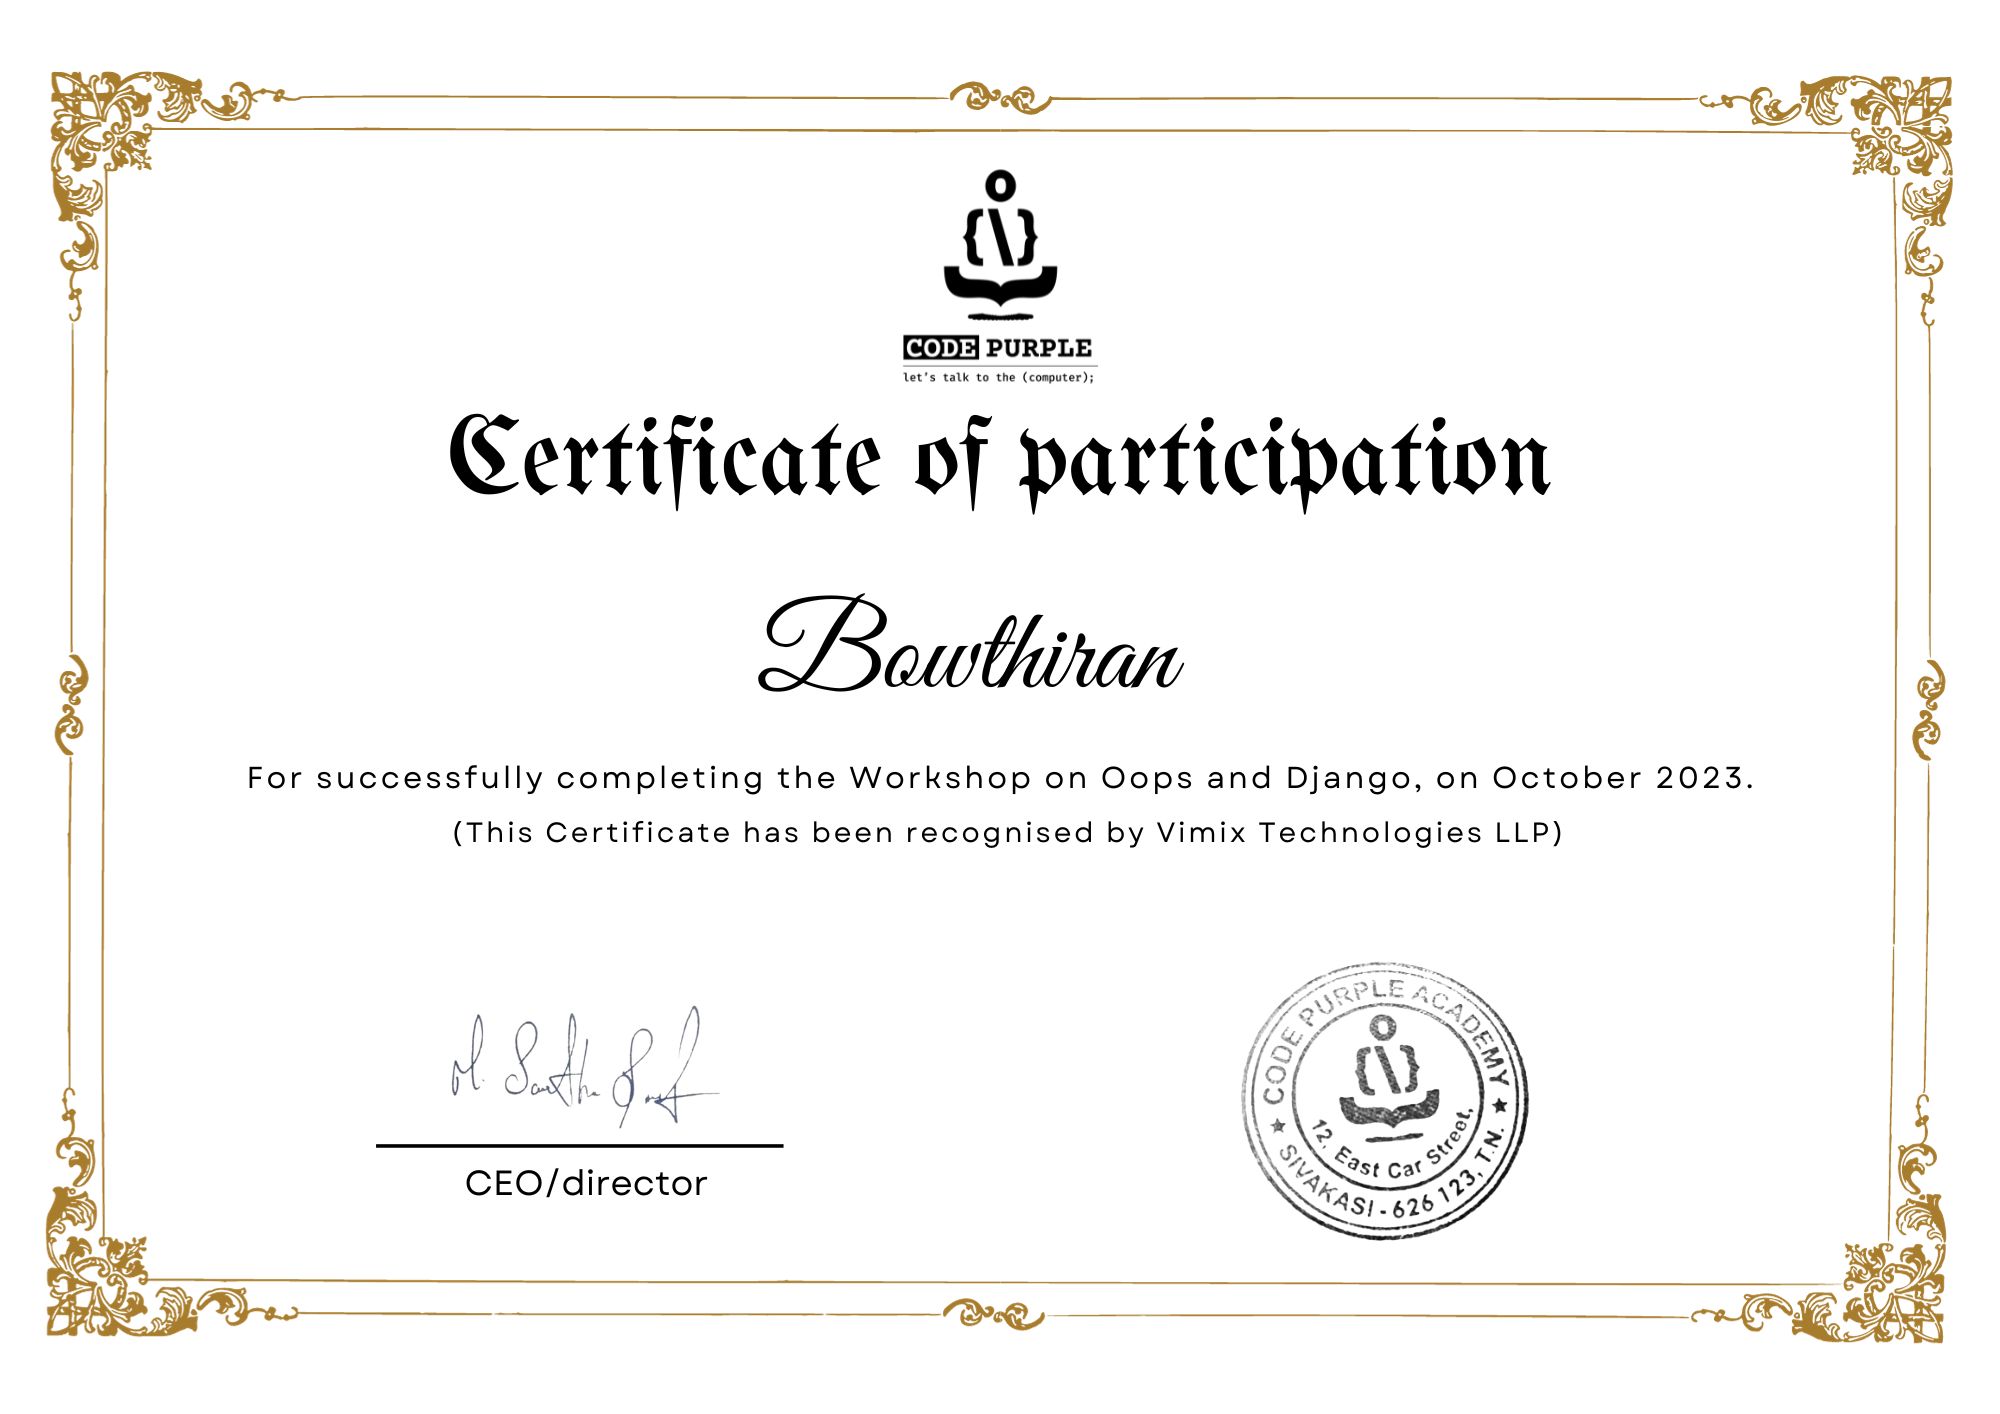 CODE PURPLE
let's talk to the (computer);
Certificate of participation
Bowthiran
For successfully completing the Workshop on Oops and Django, on October 2023.
(This Certificate has been recognised by Vimix Technologies LLP)
CEO/director
CODE PURPLE ACADEMY
12, East Car Street,
★ SIVAKASI - 626 123, T.N. ★